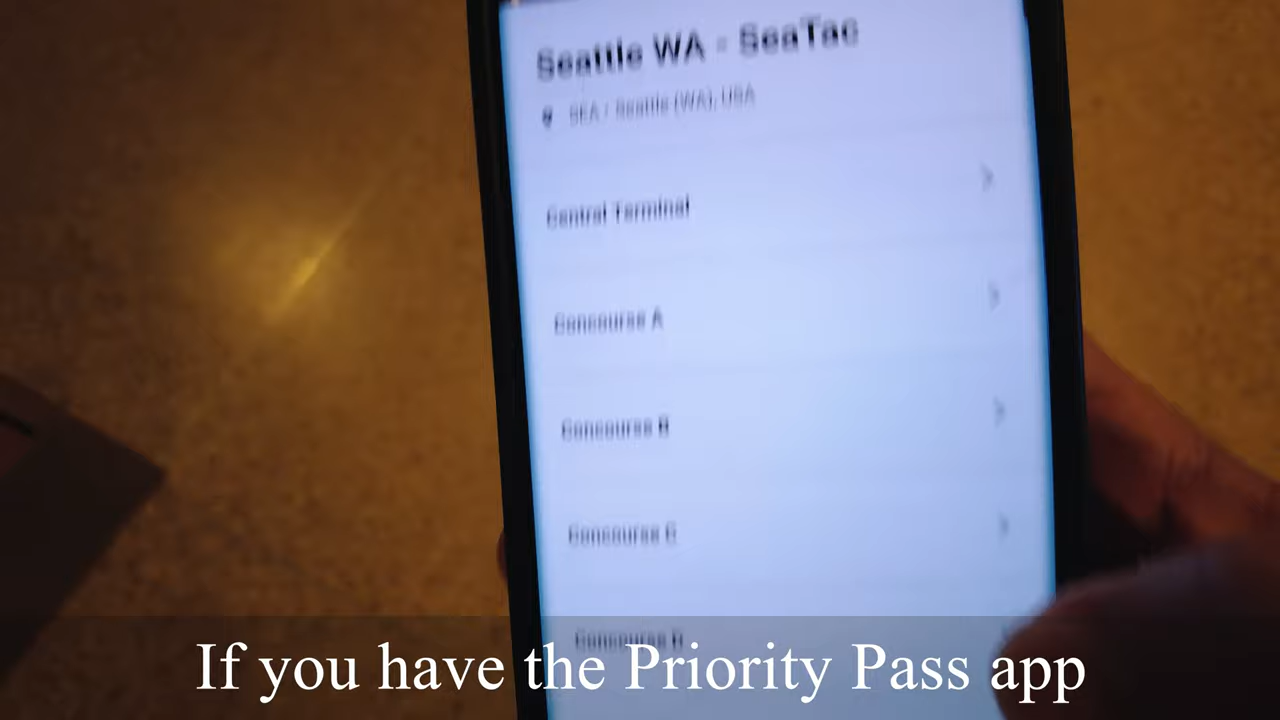 Seattle WA - SeaTac
SEA / Seattle (WA), USA
Central Terminal
Concourse A
Concourse B
Concourse C
Concourse D
If you have the Priority Pass app